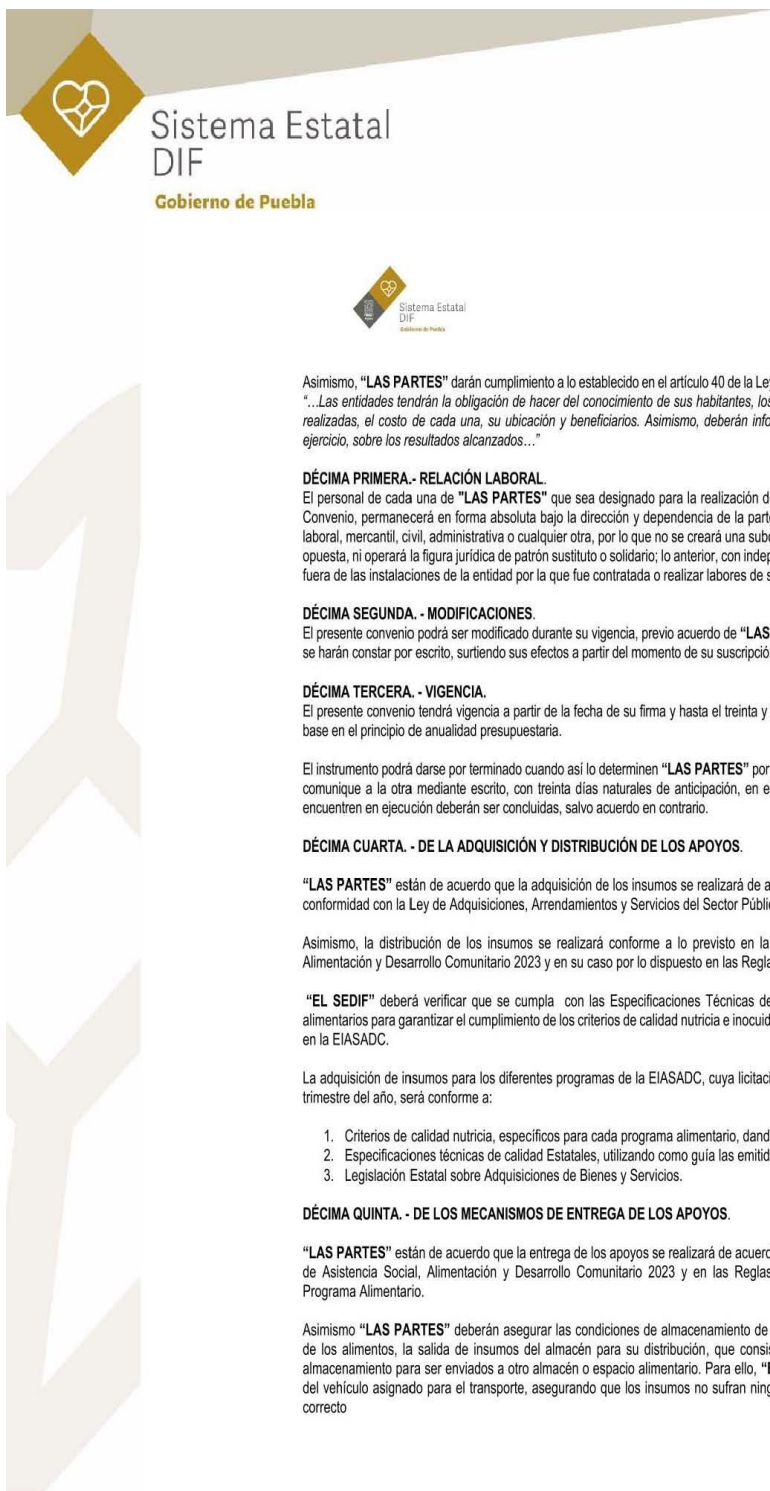 Sistema Estatal
DIF
Gobierno de Puebla
Sistema Estatal
DIF
Gobierno de Puebla
Asimismo, “LAS PARTES” darán cumplimiento a lo establecido en el artículo 40 de la Ley
“…Las entidades tendrán la obligación de hacer del conocimiento de sus habitantes, los
realizadas, el costo de cada una, su ubicación y beneficiarios. Asimismo, deberán info
ejercicio, sobre los resultados alcanzados…”
DÉCIMA PRIMERA.- RELACIÓN LABORAL.
El personal de cada una de "LAS PARTES" que sea designado para la realización d
Convenio, permanecerá en forma absoluta bajo la dirección y dependencia de la part
laboral, mercantil, civil, administrativa o cualquier otra, por lo que no se creará una subo
opuesta, ni operará la figura jurídica de patrón sustituto o solidario; lo anterior, con indep
fuera de las instalaciones de la entidad por la que fue contratada o realizar labores de s
DÉCIMA SEGUNDA. - MODIFICACIONES.
El presente convenio podrá ser modificado durante su vigencia, previo acuerdo de “LAS
se harán constar por escrito, surtiendo sus efectos a partir del momento de su suscripció
DÉCIMA TERCERA. - VIGENCIA.
El presente convenio tendrá vigencia a partir de la fecha de su firma y hasta el treinta y
base en el principio de anualidad presupuestaria.
El instrumento podrá darse por terminado cuando así lo determinen “LAS PARTES” por
comunique a la otra mediante escrito, con treinta días naturales de anticipación, en e
encuentren en ejecución deberán ser concluidas, salvo acuerdo en contrario.
DÉCIMA CUARTA. - DE LA ADQUISICIÓN Y DISTRIBUCIÓN DE LOS APOYOS.
“LAS PARTES” están de acuerdo que la adquisición de los insumos se realizará de a
conformidad con la Ley de Adquisiciones, Arrendamientos y Servicios del Sector Públic
Asimismo, la distribución de los insumos se realizará conforme a lo previsto en la
Alimentación y Desarrollo Comunitario 2023 y en su caso por lo dispuesto en las Regla
“EL SEDIF” deberá verificar que se cumpla con las Especificaciones Técnicas de
alimentarios para garantizar el cumplimiento de los criterios de calidad nutricia e inocuid
en la EIASADC.
La adquisición de insumos para los diferentes programas de la EIASADC, cuya licitaci
trimestre del año, será conforme a:
1. Criterios de calidad nutricia, específicos para cada programa alimentario, dand
2. Especificaciones técnicas de calidad Estatales, utilizando como guía las emitid
3. Legislación Estatal sobre Adquisiciones de Bienes y Servicios.
DÉCIMA QUINTA. - DE LOS MECANISMOS DE ENTREGA DE LOS APOYOS.
“LAS PARTES” están de acuerdo que la entrega de los apoyos se realizará de acuerd
de Asistencia Social, Alimentación y Desarrollo Comunitario 2023 y en las Reglas
Programa Alimentario.
Asimismo “LAS PARTES” deberán asegurar las condiciones de almacenamiento de
de los alimentos, la salida de insumos del almacén para su distribución, que consis
almacenamiento para ser enviados a otro almacén o espacio alimentario. Para ello, “E
del vehículo asignado para el transporte, asegurando que los insumos no sufran ning
correcto